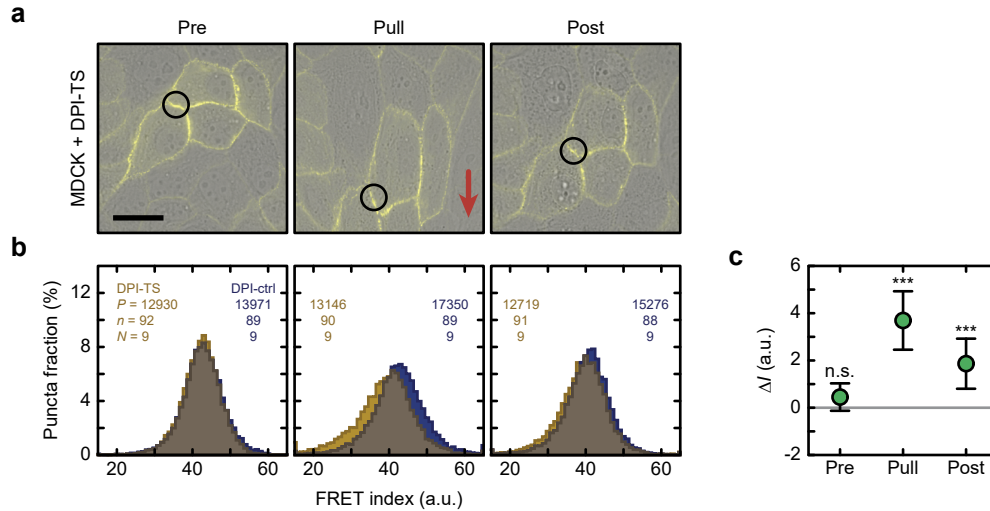 a
Pre Pull Post
MDCK + DPI-TS
b
Puncta fraction (%)
12
8
4
0
DPI-TS DPI-ctrl
P = 12930 13971
n = 92 89
N = 9 9
13146 17350
90 89
9 9
12719 15276
91 88
9 9
20 40 60 20 40 60 20 40 60
FRET index (a.u.)
c
ΔI (a.u.)
6
4
2
0
-2
n.s. *** ***
Pre Pull Post